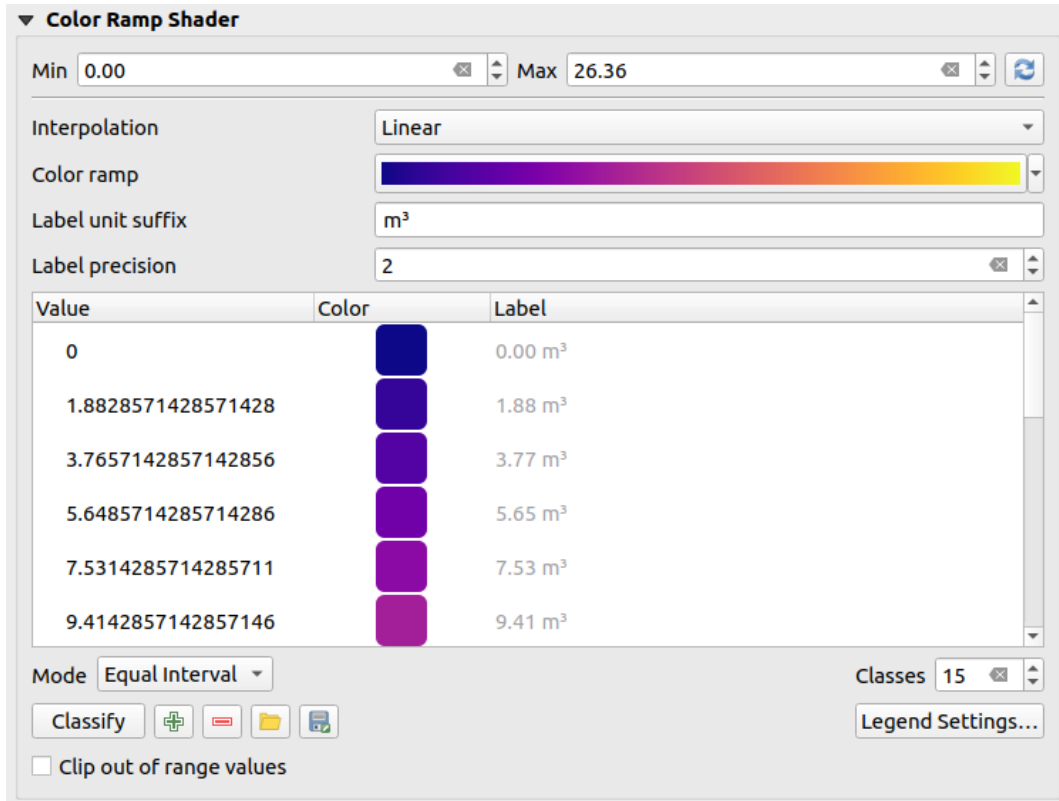 Color Ramp Shader
Min 0.00 Max 26.36
Interpolation Linear
Color ramp
Label unit suffix m³
Label precision 2
Value Color Label
0 0.00 m³
1.8828571428571428 1.88 m³
3.7657142857142856 3.77 m³
5.6485714285714286 5.65 m³
7.5314285714285711 7.53 m³
9.4142857142857146 9.41 m³
Mode Equal Interval Classes 15
Classify Legend Settings...
Clip out of range values